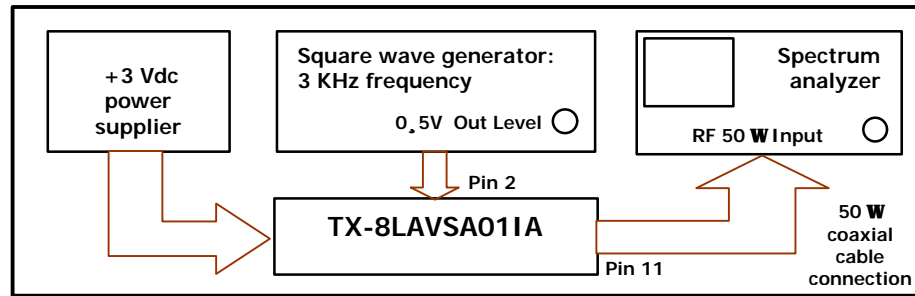 +3 Vdc
power
supplier
Square wave generator:
3 KHz frequency
0¸5V Out Level
Spectrum
analyzer
RF 50 W Input
Pin 2
TX-8LAVSA01IA
Pin 11
50 W
coaxial
cable
connection